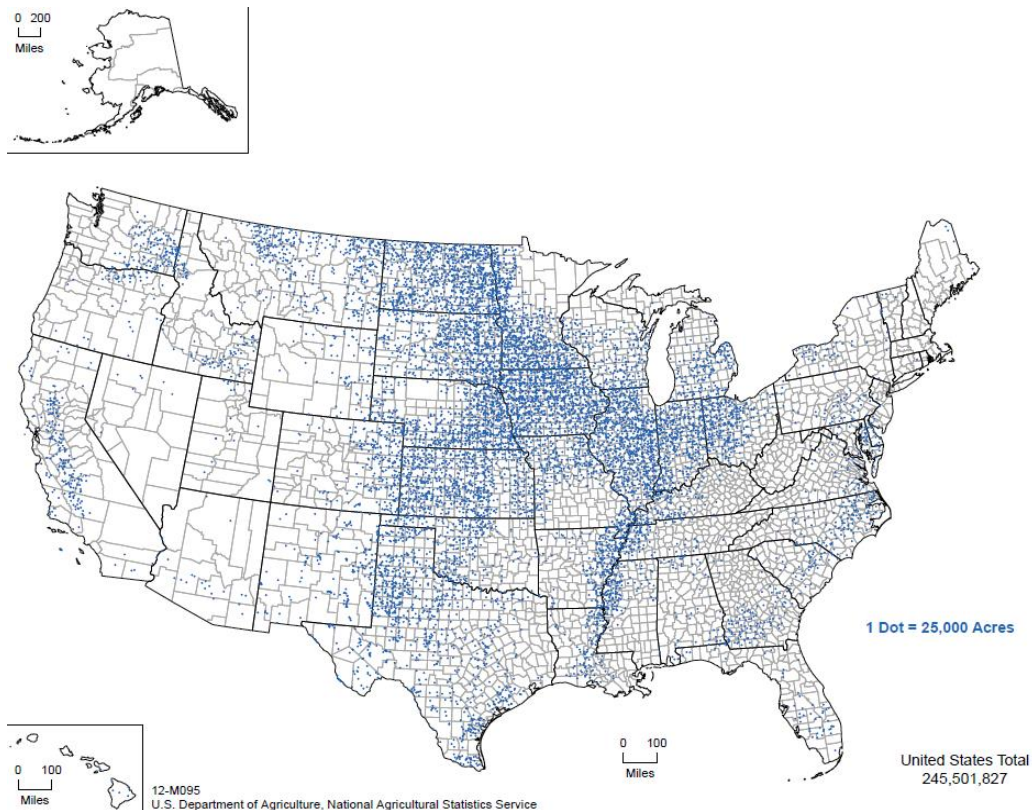 0 200
Miles
1 Dot = 25,000 Acres
0 100
Miles
United States Total
245,501,827
0 100
Miles
12-M095
U.S. Department of Agriculture, National Agricultural Statistics Service